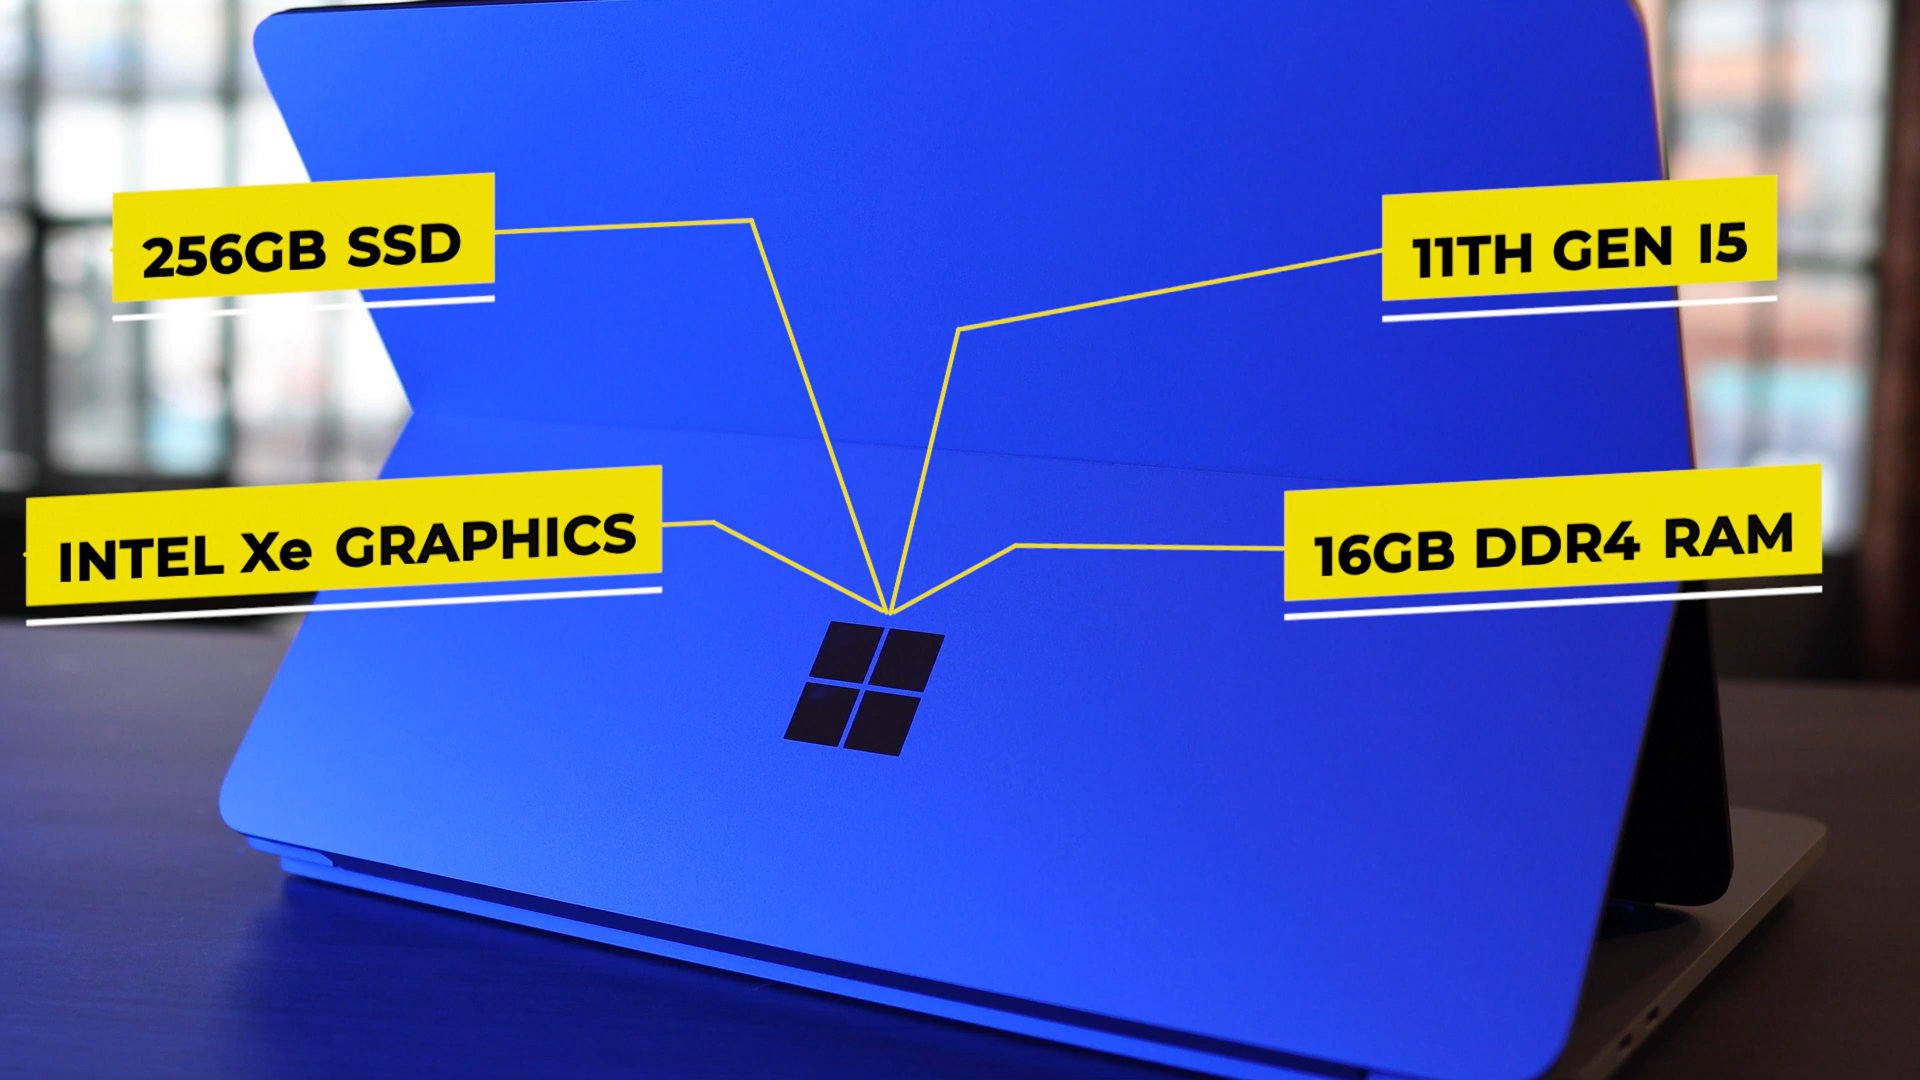 256GB SSD
11TH GEN I5
INTEL Xe GRAPHICS
16GB DDR4 RAM